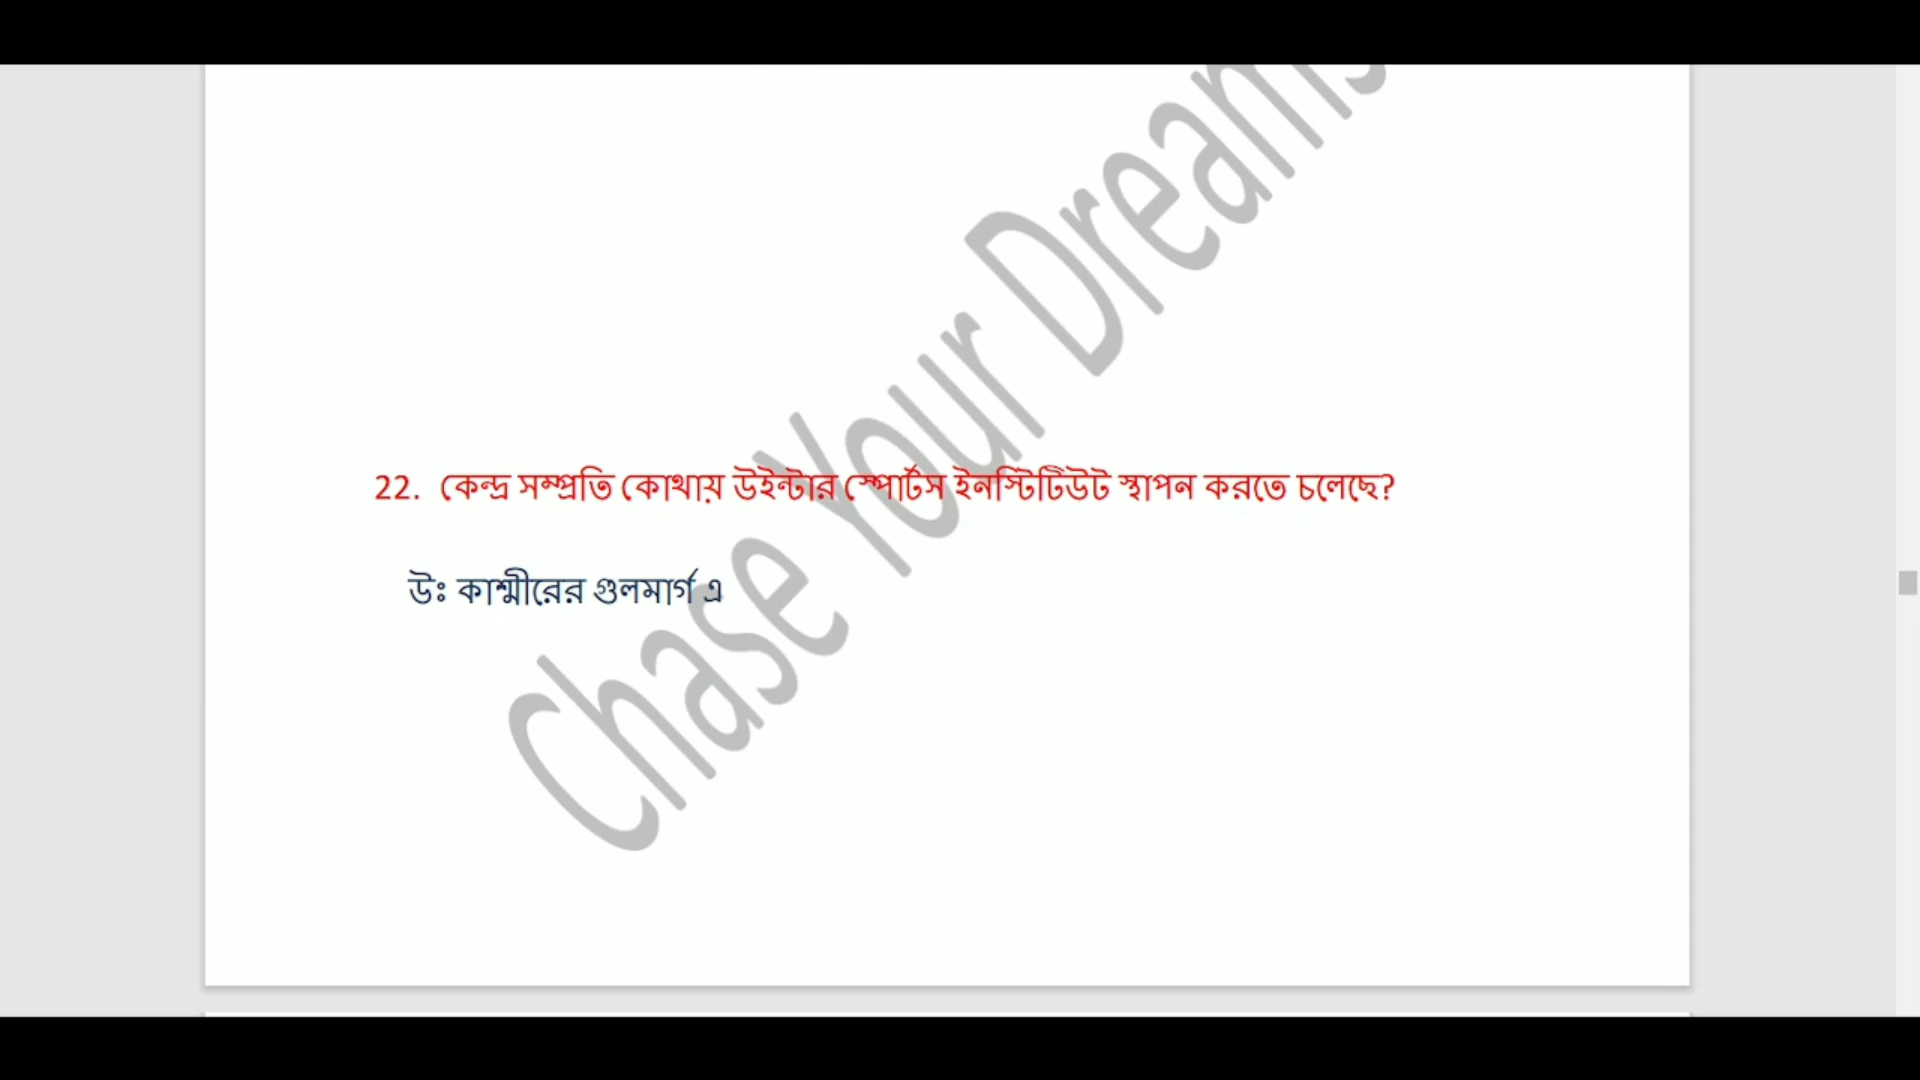 Chase Your Dreams
22. কেন্দ্র সম্প্রতি কোথায় উইন্টার স্পোর্টস ইনস্টিটিউট স্থাপন করতে চলেছে?
উঃ কাশ্মীরের গুলমার্গ এ